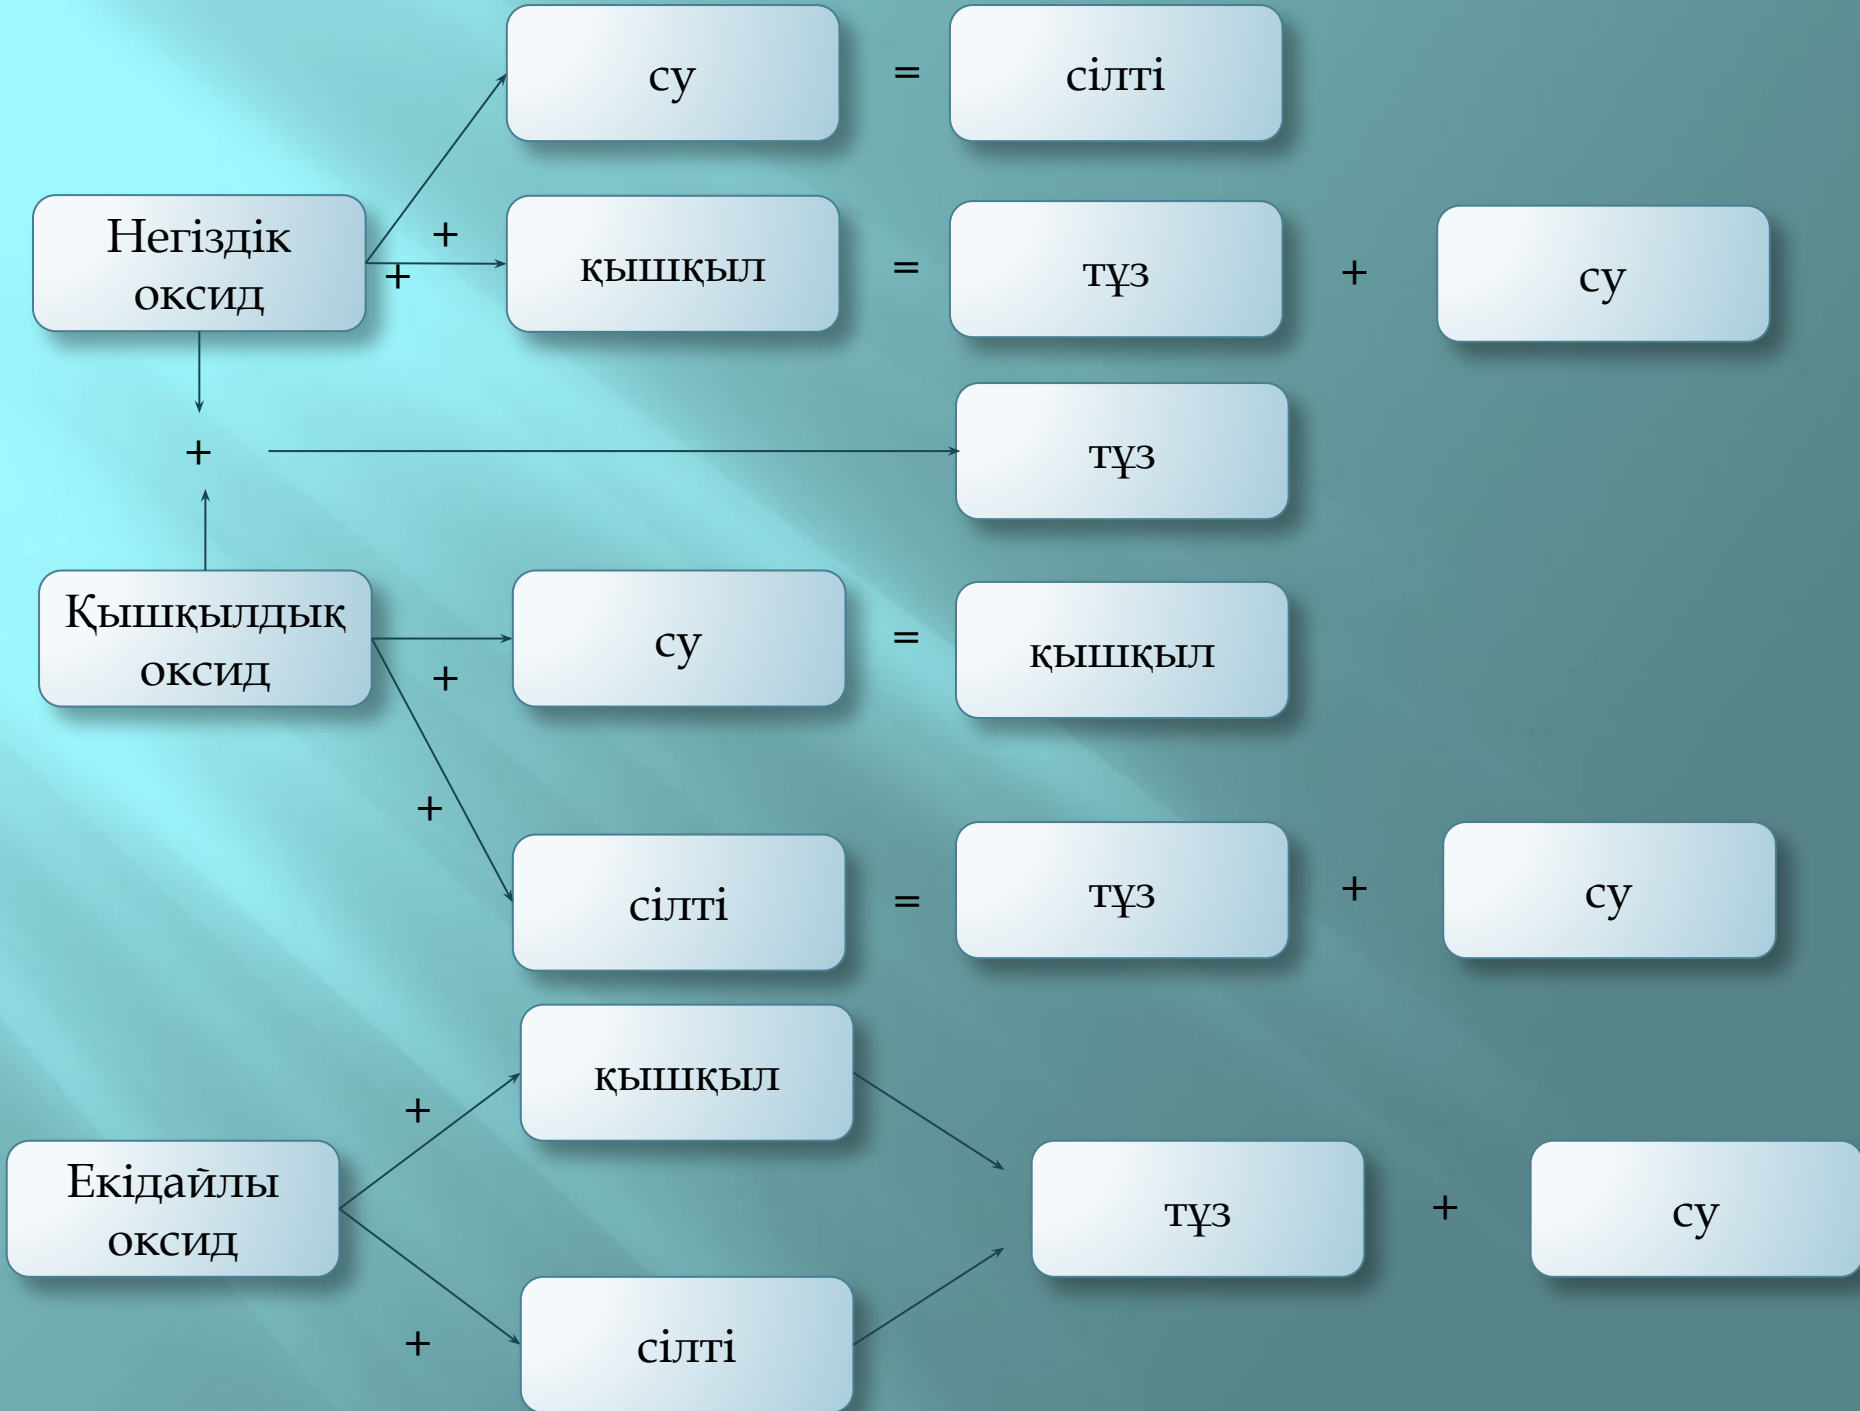 су = сілті
Негіздік
оксид
+
+
қышқыл = тұз + су
+
тұз
Қышқылдық
оксид
+
су = қышқыл
+
сілті = тұз + су
Екідайлы
оксид
+
қышқыл
тұз + су
+
сілті